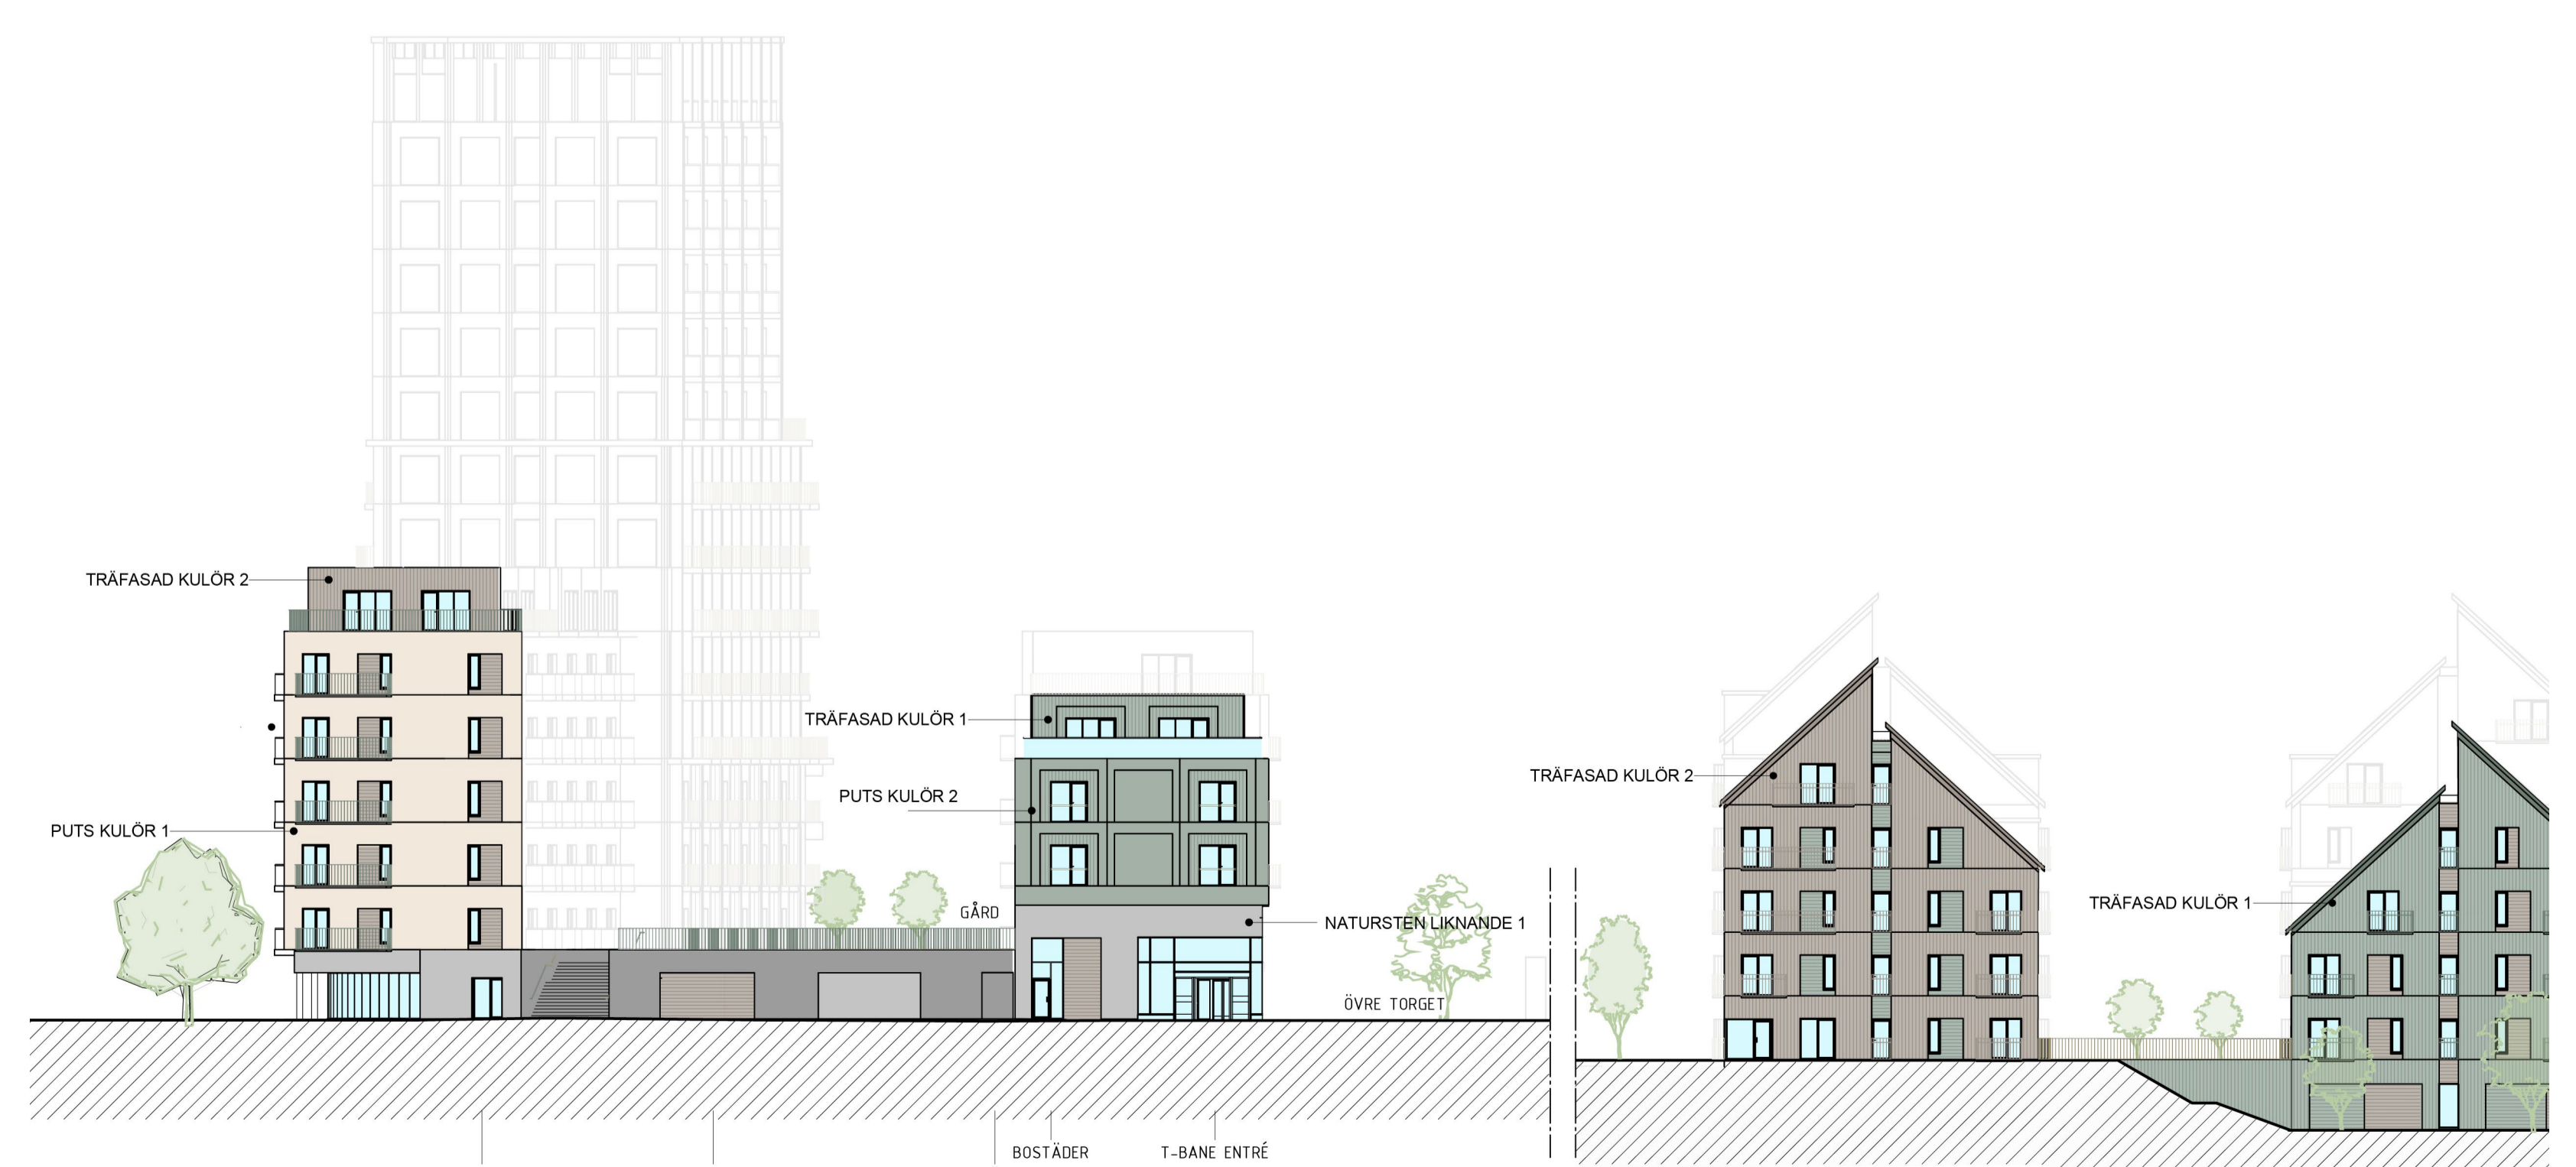 TRÄFASAD KULÖR 2
TRÄFASAD KULÖR 1
PUTS KULÖR 2
PUTS KULÖR 1
GÅRD
NATURSTEN LIKNANDE 1
ÖVRE TORGET
BOSTÄDER
T-BANE ENTRÉ
TRÄFASAD KULÖR 2
TRÄFASAD KULÖR 1